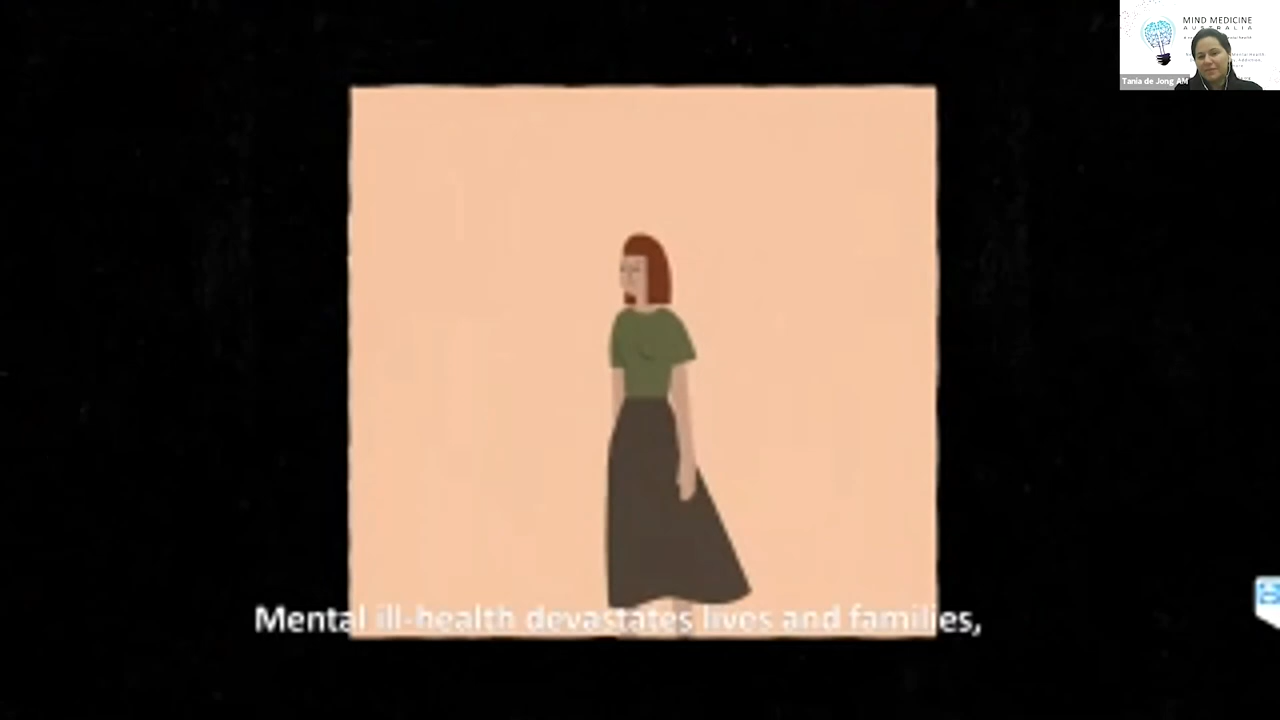 MIND MEDICINE
AUSTRALIA
Tania de Jong AM
Mental ill-health devastates lives and families,